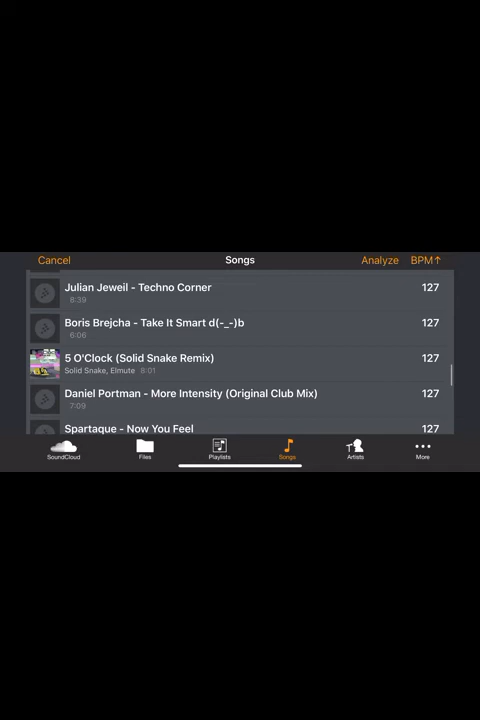 Cancel Songs Analyze BPM↑
Julian Jeweil - Techno Corner 127
8:39
Boris Brejcha - Take It Smart d(-_-)b 127
6:06
5 O'Clock (Solid Snake Remix) 127
Solid Snake, Elmute 8:01
Daniel Portman - More Intensity (Original Club Mix) 127
7:09
Spartaque - Now You Feel 127
SoundCloud Files Playlists Songs Artists More